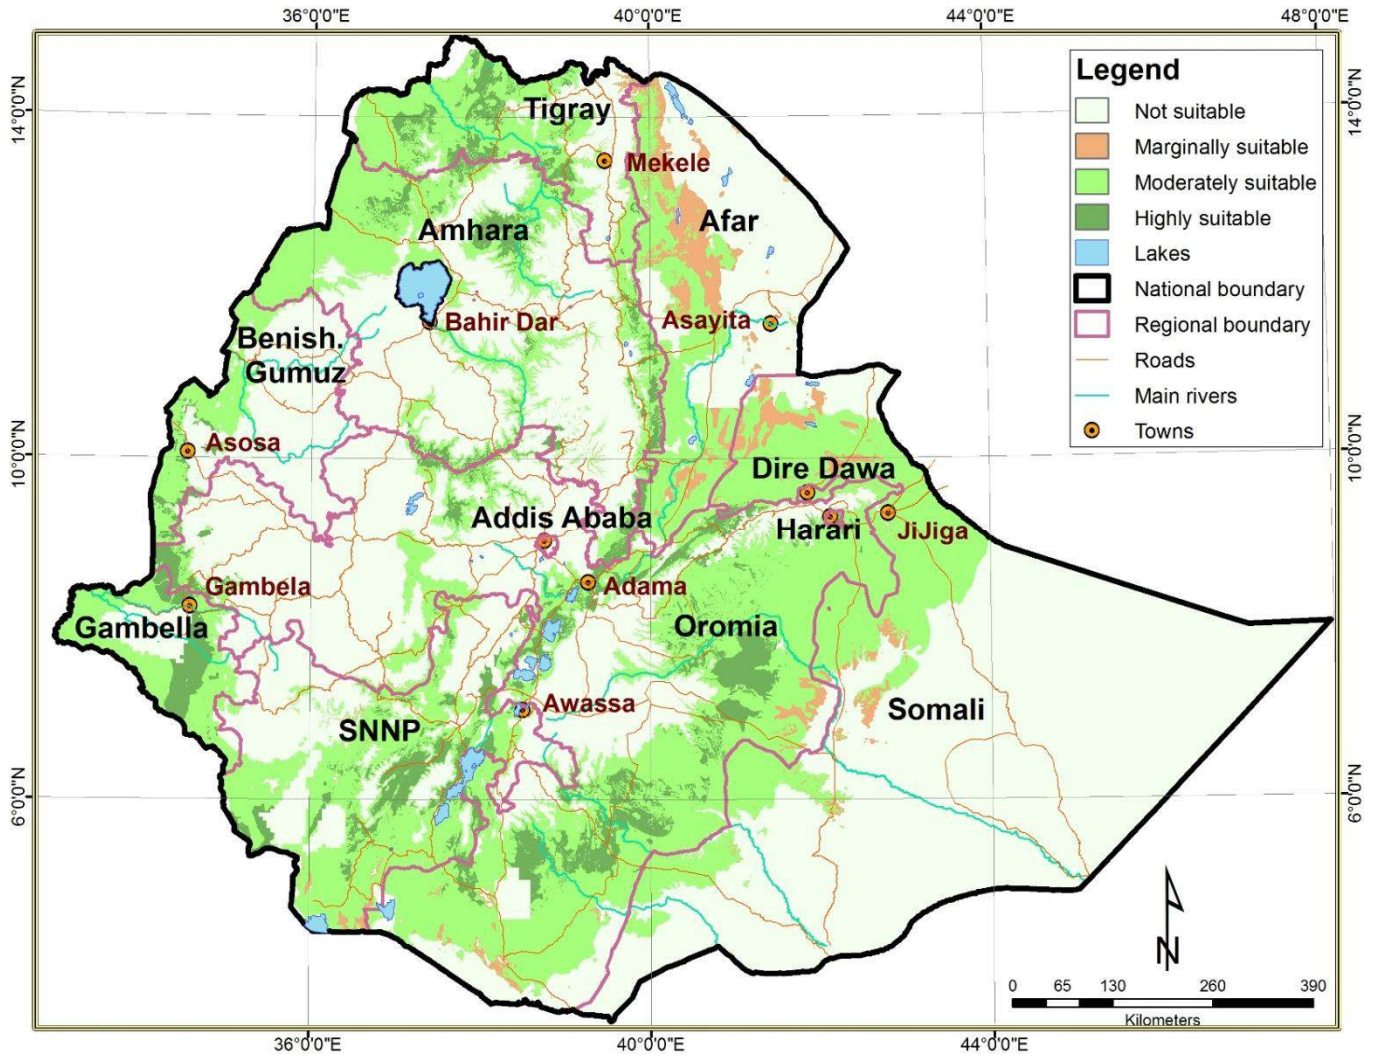 36°0'0"E
40°0'0"E
44°0'0"E
48°0'0"E
14°0'0"N
14°0'0"N
Legend
Not suitable
Marginally suitable
Moderately suitable
Highly suitable
Lakes
National boundary
Regional boundary
Roads
Main rivers
Towns
Tigray
Mekele
Afar
Amhara
Bahir Dar
Asayita
Benish.
Gumuz
Asosa
10°0'0"N
10°0'0"N
Dire Dawa
Addis Ababa
Harari
JiJiga
Gambela
Adama
Gambella
Oromia
Awassa
Somali
SNNP
6°0'0"N
6°0'0"N
N
0 65 130 260 390
Kilometers
36°0'0"E
40°0'0"E
44°0'0"E